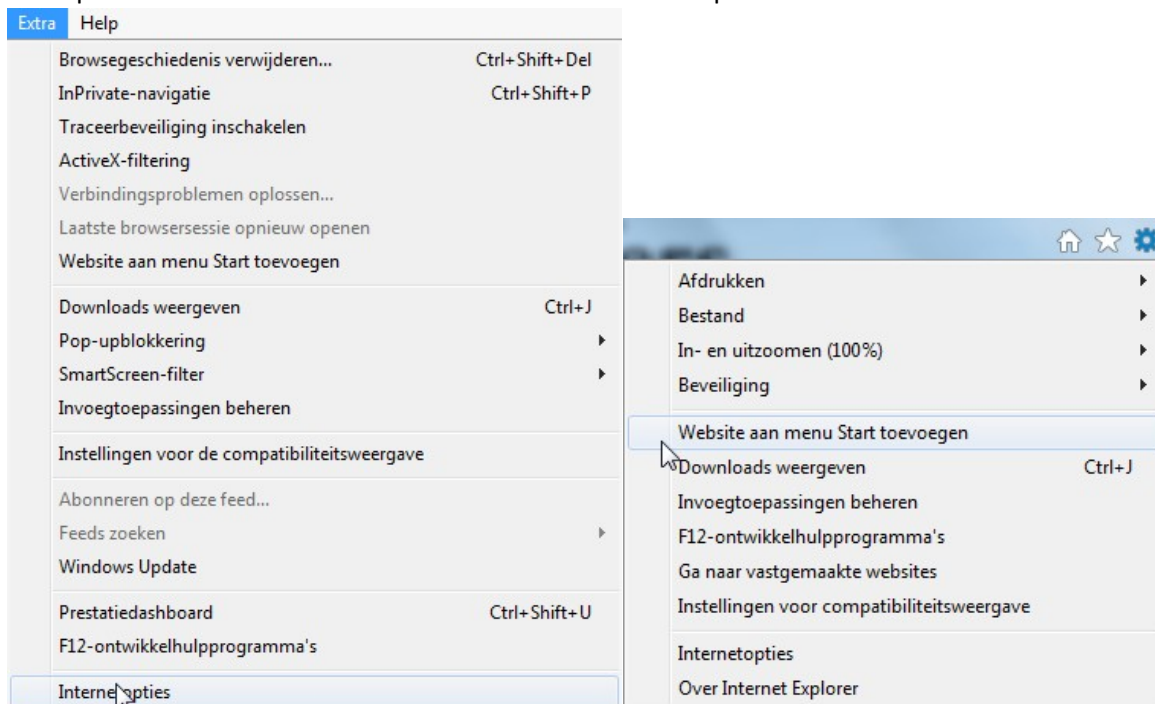 Extra Help
Browsegeschiedenis verwijderen... Ctrl+Shift+Del
InPrivate-navigatie Ctrl+Shift+P
Traceerbeveiliging inschakelen
ActiveX-filtering
Verbindingsproblemen oplossen...
Laatste browsersessie opnieuw openen
Website aan menu Start toevoegen
Downloads weergeven Ctrl+J
Pop-upblokkering
SmartScreen-filter
Invoegtoepassingen beheren
Instellingen voor de compatibiliteitsweergave
Abonneren op deze feed...
Feeds zoeken
Windows Update
Prestatiedashboard Ctrl+Shift+U
F12-ontwikkelhulpprogramma's
Internetopties
Afdrukken
Bestand
In- en uitzoomen (100%)
Beveiliging
Website aan menu Start toevoegen
Downloads weergeven Ctrl+J
Invoegtoepassingen beheren
F12-ontwikkelhulpprogramma's
Ga naar vastgemaakte websites
Instellingen voor compatibiliteitsweergave
Internetopties
Over Internet Explorer